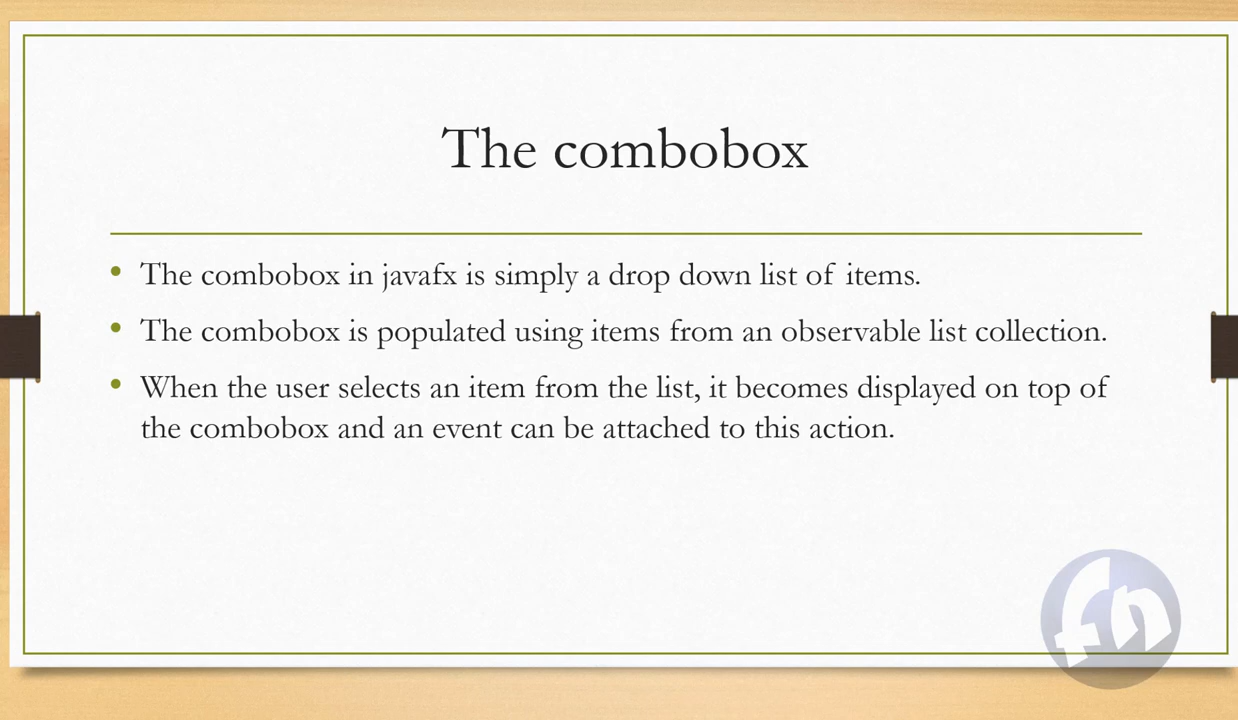 The combobox
• The combobox in javafx is simply a drop down list of items.
• The combobox is populated using items from an observable list collection.
• When the user selects an item from the list, it becomes displayed on top of
the combobox and an event can be attached to this action.
fh